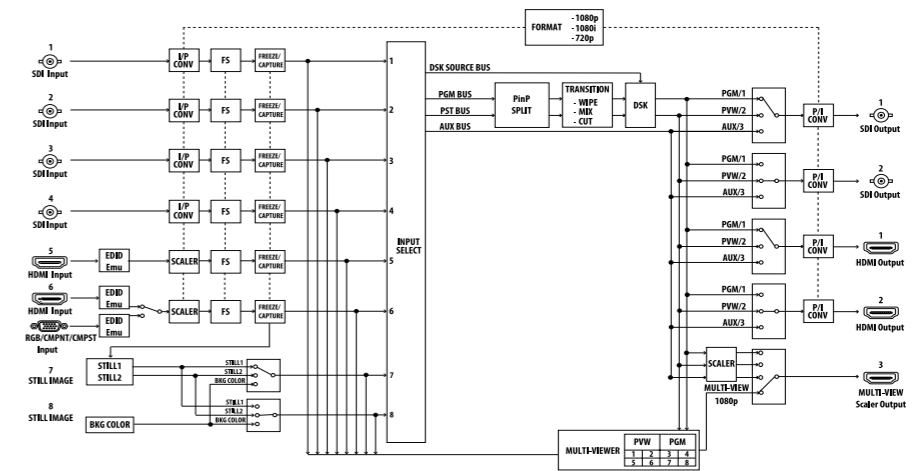 FORMAT
- 1080p
- 1080i
- 720p
1
SDI Input
I/P
CONV
FS
FREEZE/
CAPTURE
1
2
SDI Input
I/P
CONV
FS
FREEZE/
CAPTURE
2
3
SDI Input
I/P
CONV
FS
FREEZE/
CAPTURE
3
4
SDI Input
I/P
CONV
FS
FREEZE/
CAPTURE
4
5
HDMI Input
EDID
Emu
SCALER
FS
FREEZE/
CAPTURE
5
6
HDMI Input
EDID
Emu
SCALER
FS
FREEZE/
CAPTURE
6
RGB/CMPNT/CMPST
Input
EDID
Emu
7
STILL IMAGE
STILL1
STILL2
STILL1
STILL2
BKG COLOR
7
8
STILL IMAGE
BKG COLOR
STILL1
STILL2
BKG COLOR
8
INPUT
SELECT
DSK SOURCE BUS
PGM BUS
PST BUS
AUX BUS
PinP
SPLIT
TRANSITION
- WIPE
- MIX
- CUT
DSK
PGM/1
PVW/2
AUX/3
P/I
CONV
1
SDI Output
PGM/1
PVW/2
AUX/3
P/I
CONV
2
SDI Output
PGM/1
PVW/2
AUX/3
P/I
CONV
1
HDMI Output
PGM/1
PVW/2
AUX/3
P/I
CONV
2
HDMI Output
SCALER
MULTI-VIEW
1080p
3
MULTI-VIEW
Scaler Output
MULTI-VIEWER
PVW PGM
1 2 3 4
5 6 7 8